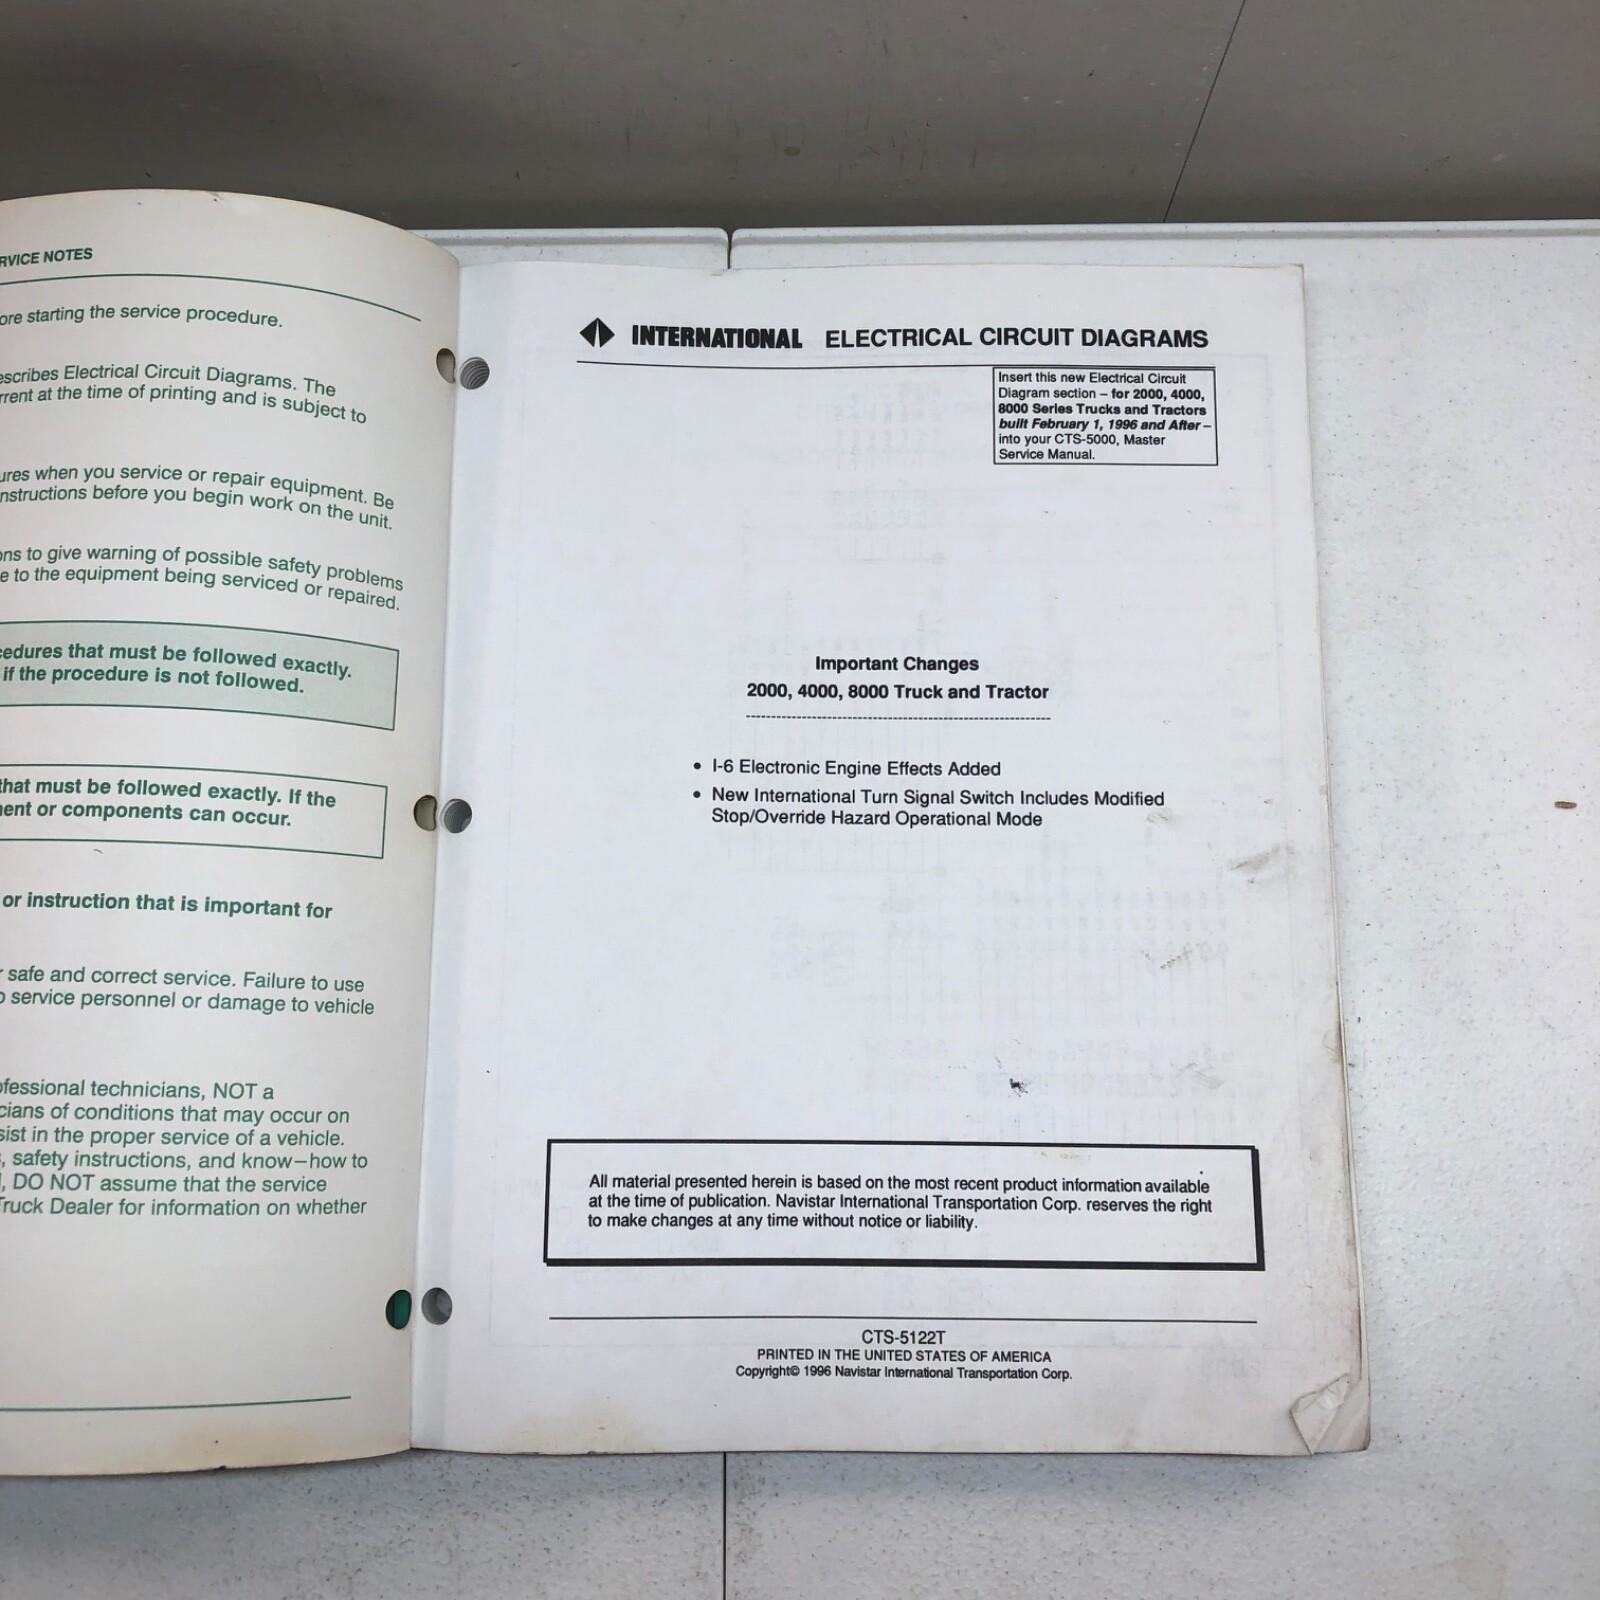 RVICE NOTES
ore starting the service procedure.
escribes Electrical Circuit Diagrams. The
rrent at the time of printing and is subject to
ures when you service or repair equipment. Be
nstructions before you begin work on the unit.
ons to give warning of possible safety problems
e to the equipment being serviced or repaired.
cedures that must be followed exactly.
if the procedure is not followed.
that must be followed exactly. If the
nent or components can occur.
or instruction that is important for
r safe and correct service. Failure to use
o service personnel or damage to vehicle
ofessional technicians, NOT a
cians of conditions that may occur on
sist in the proper service of a vehicle.
, safety instructions, and know–how to
, DO NOT assume that the service
Truck Dealer for information on whether
INTERNATIONAL ELECTRICAL CIRCUIT DIAGRAMS
Insert this new Electrical Circuit
Diagram section – for 2000, 4000,
8000 Series Trucks and Tractors
built February 1, 1996 and After –
into your CTS-5000, Master
Service Manual.
Important Changes
2000, 4000, 8000 Truck and Tractor
• I-6 Electronic Engine Effects Added
• New International Turn Signal Switch Includes Modified
Stop/Override Hazard Operational Mode
All material presented herein is based on the most recent product information available
at the time of publication. Navistar International Transportation Corp. reserves the right
to make changes at any time without notice or liability.
CTS-5122T
PRINTED IN THE UNITED STATES OF AMERICA
Copyright© 1996 Navistar International Transportation Corp.